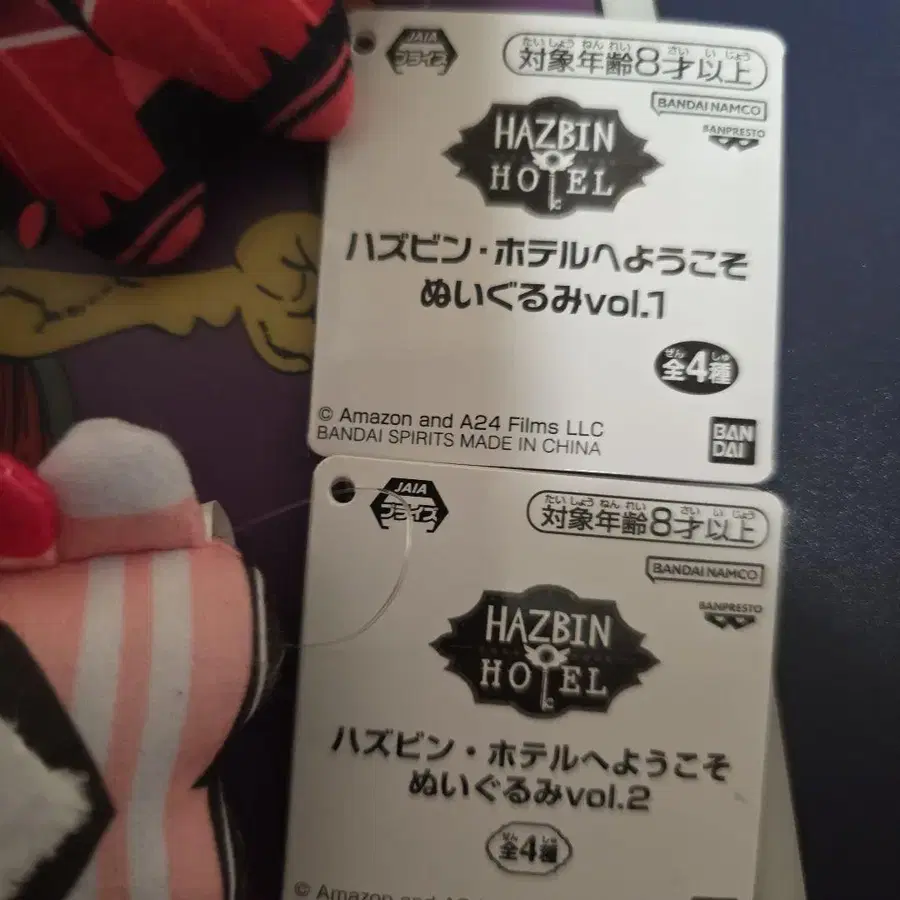 JAIA
プライズ
たいしょうねんれい さいいじょう
対象年齢8才以上
BANDAI NAMCO
BANPRESTO
HAZBIN
HOTEL
ハズビン・ホテルへようこそ
ぬいぐるみvol.1
ぜん しゅ
全4種
© Amazon and A24 Films LLC
BANDAI SPIRITS MADE IN CHINA
BAN
DAI
JAIA
プライズ
たいしょうねんれい さいいじょう
対象年齢8才以上
BANDAI NAMCO
BANPRESTO
HAZBIN
HOTEL
ハズビン・ホテルへようこそ
ぬいぐるみvol.2
ぜん しゅ
全4種
© Amazon and